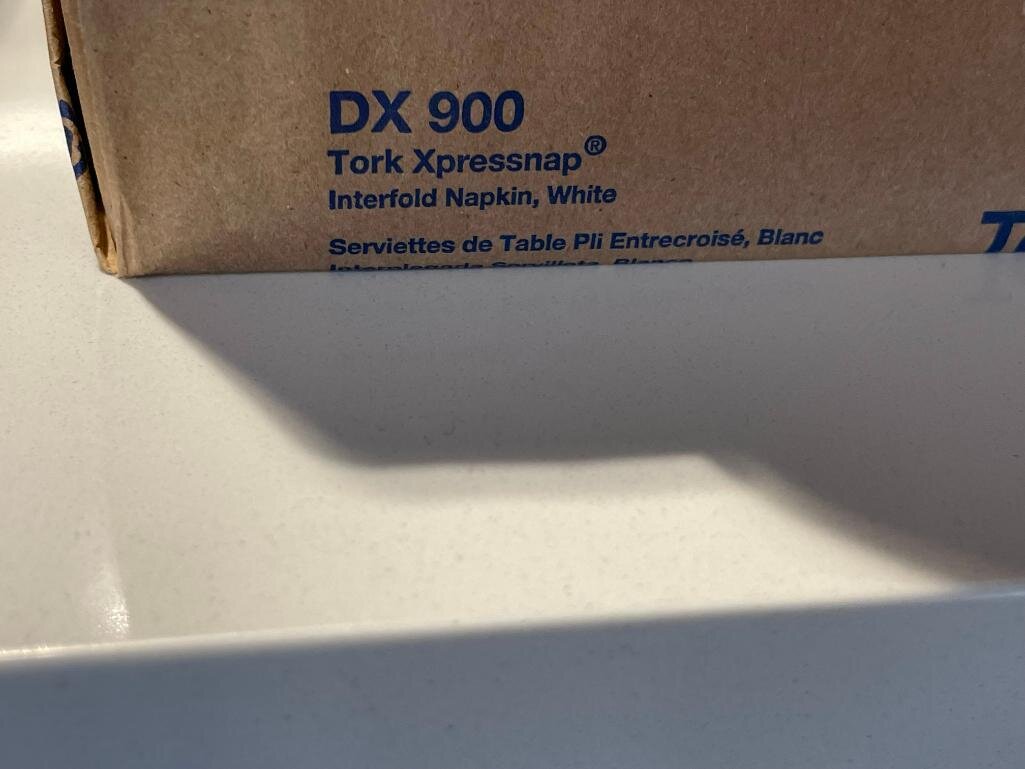 DX 900
Tork Xpressnap®
Interfold Napkin, White
Serviettes de Table Pli Entrecroisé, Blanc